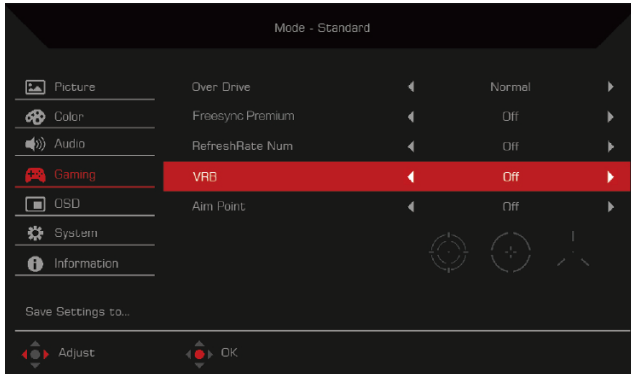 Mode - Standard
Picture
Over Drive Normal
Color
Freesync Premium Off
Audio
RefreshRate Num Off
Gaming
VRB Off
OSD
Aim Point Off
System
Information
Save Settings to...
Adjust OK